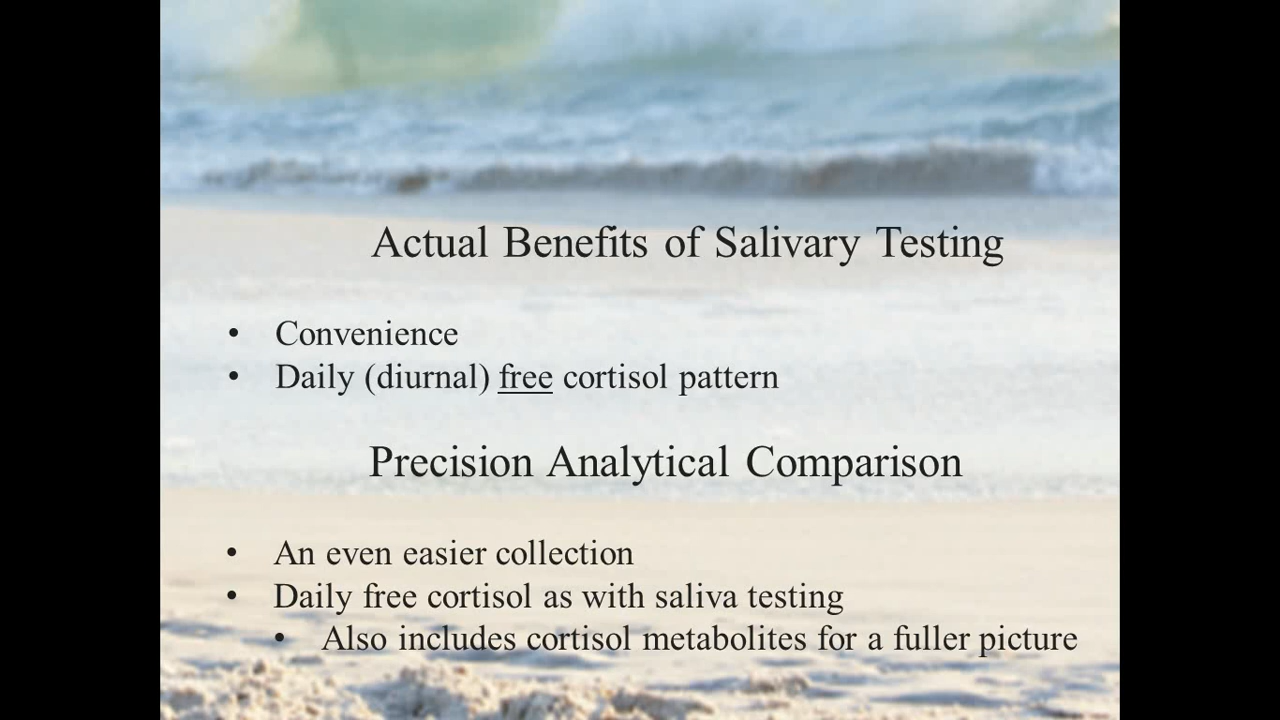 Actual Benefits of Salivary Testing
• Convenience
• Daily (diurnal) free cortisol pattern
Precision Analytical Comparison
• An even easier collection
• Daily free cortisol as with saliva testing
• Also includes cortisol metabolites for a fuller picture